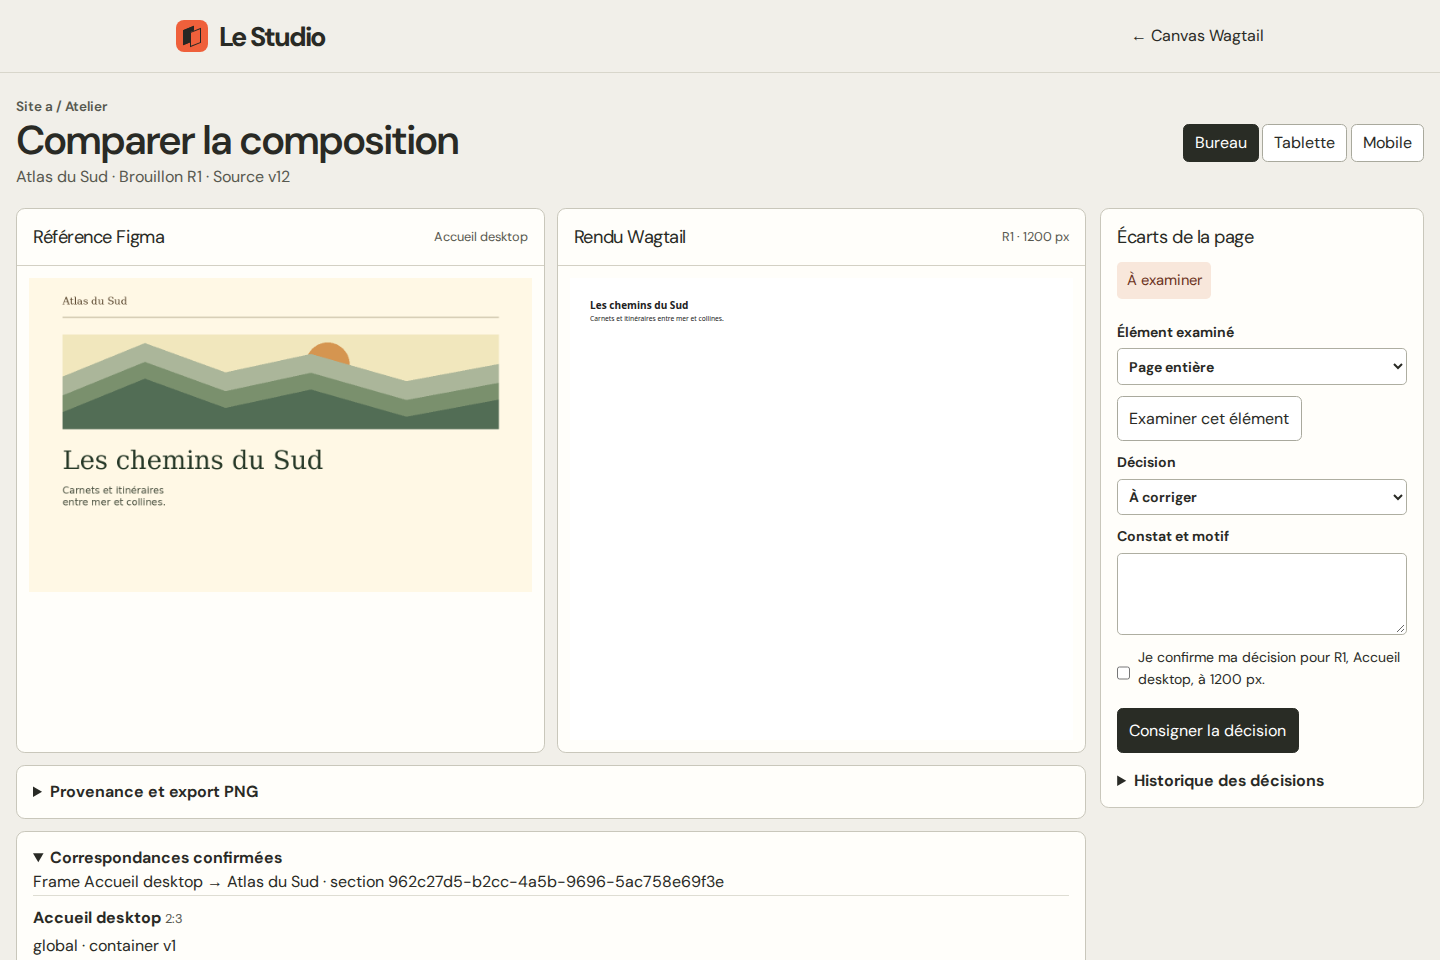 Le Studio
← Canvas Wagtail
Site a / Atelier
Comparer la composition
Atlas du Sud · Brouillon R1 · Source v12
Bureau
Tablette
Mobile
Référence Figma
Accueil desktop
Atlas du Sud
Les chemins du Sud
Carnets et itinéraires
entre mer et collines.
Rendu Wagtail
R1 · 1200 px
Les chemins du Sud
Carnets et itinéraires entre mer et collines.
Écarts de la page
À examiner
Élément examiné
Page entière
Examiner cet élément
Décision
À corriger
Constat et motif
Je confirme ma décision pour R1, Accueil
desktop, à 1200 px.
Consigner la décision
Historique des décisions
Provenance et export PNG
Correspondances confirmées
Frame Accueil desktop → Atlas du Sud · section 962c27d5-b2cc-4a5b-9696-5ac758e69f3e
Accueil desktop 2:3
global · container v1